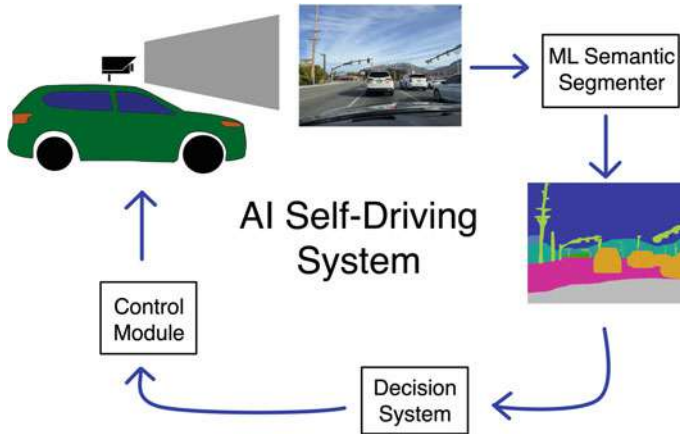 ML Semantic
Segmenter
AI Self-Driving
System
Control
Module
Decision
System